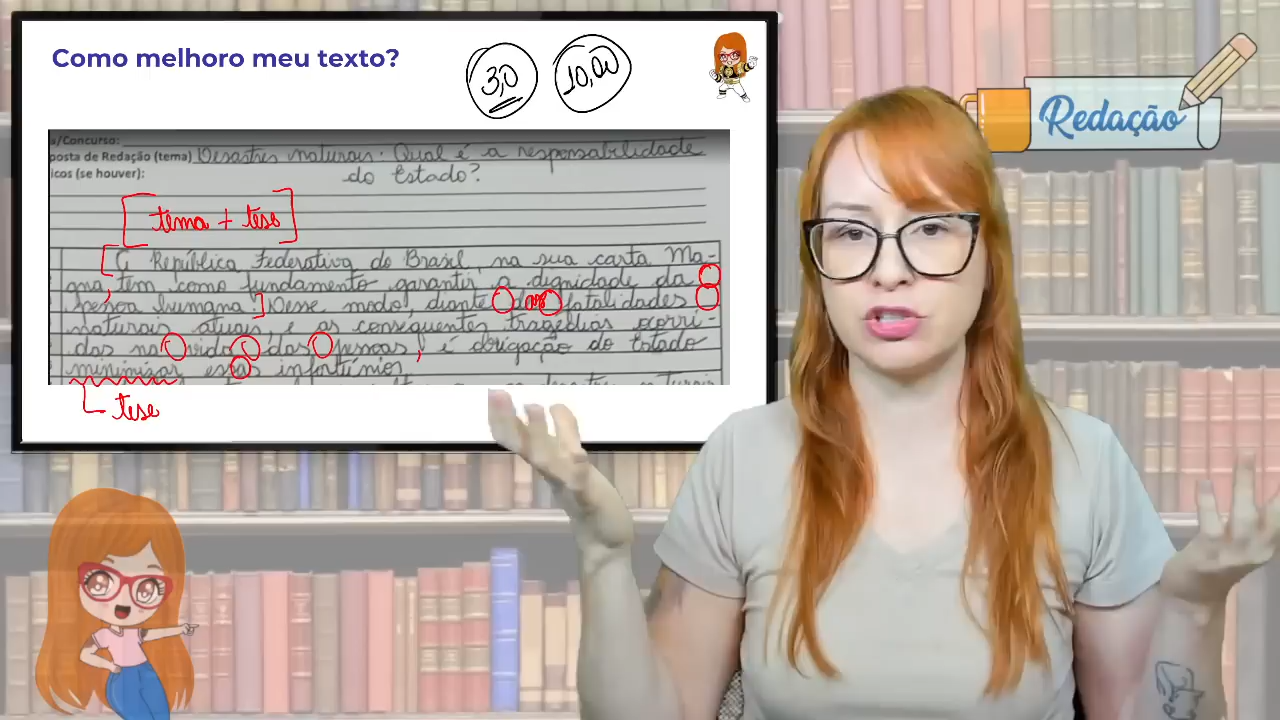 Como melhoro meu texto?
3,0
10,00
Redação
a/Concurso:
posta de Redação (tema) Desastres naturais: Qual é a responsabilidade
icos (se houver): do Estado?
tema + tese
A República Federativa do Brasil, na sua carta Ma-
gna, tem como fundamento garantir a dignidade da
pessoa humana. Desse modo, diante das fatalidades
naturais atuais, e as consequentes tragédias ocorri-
das na vida das pessoas, é obrigação do Estado
minimizar esses infortúnios
tese